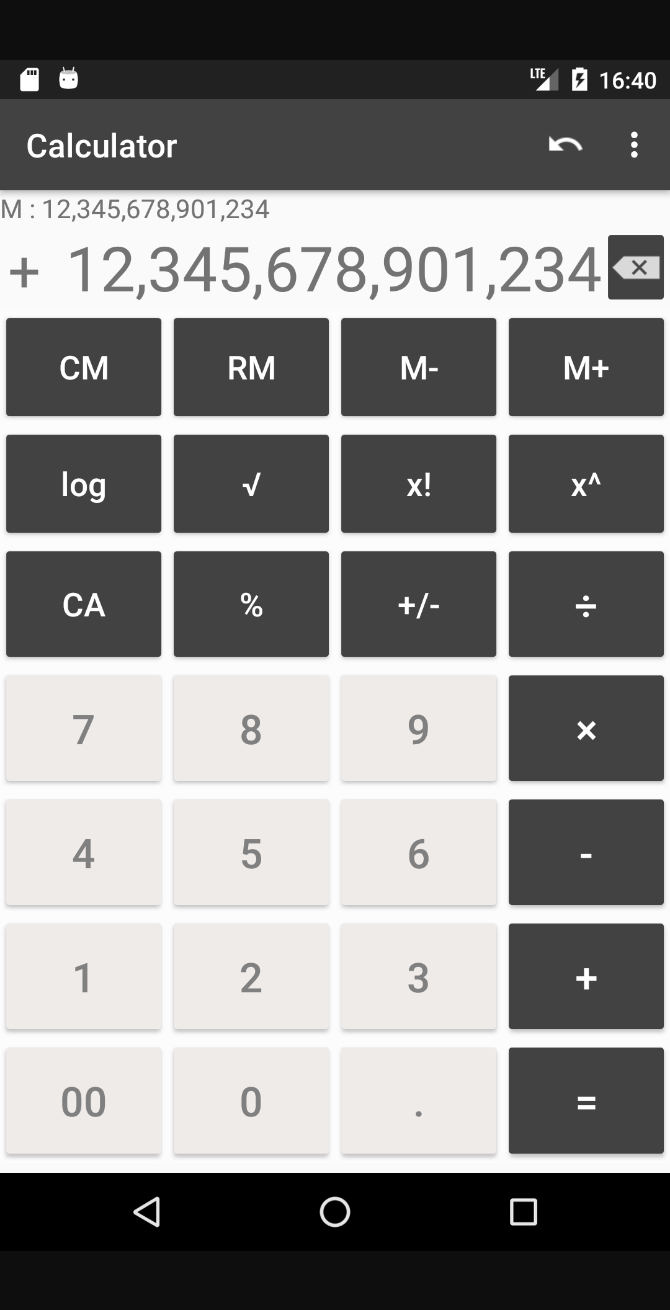 LTE 16:40
Calculator
M : 12,345,678,901,234
+ 12,345,678,901,234
CM RM M- M+
log √ x! x^
CA % +/- ÷
7 8 9 ×
4 5 6 -
1 2 3 +
00 0 . =